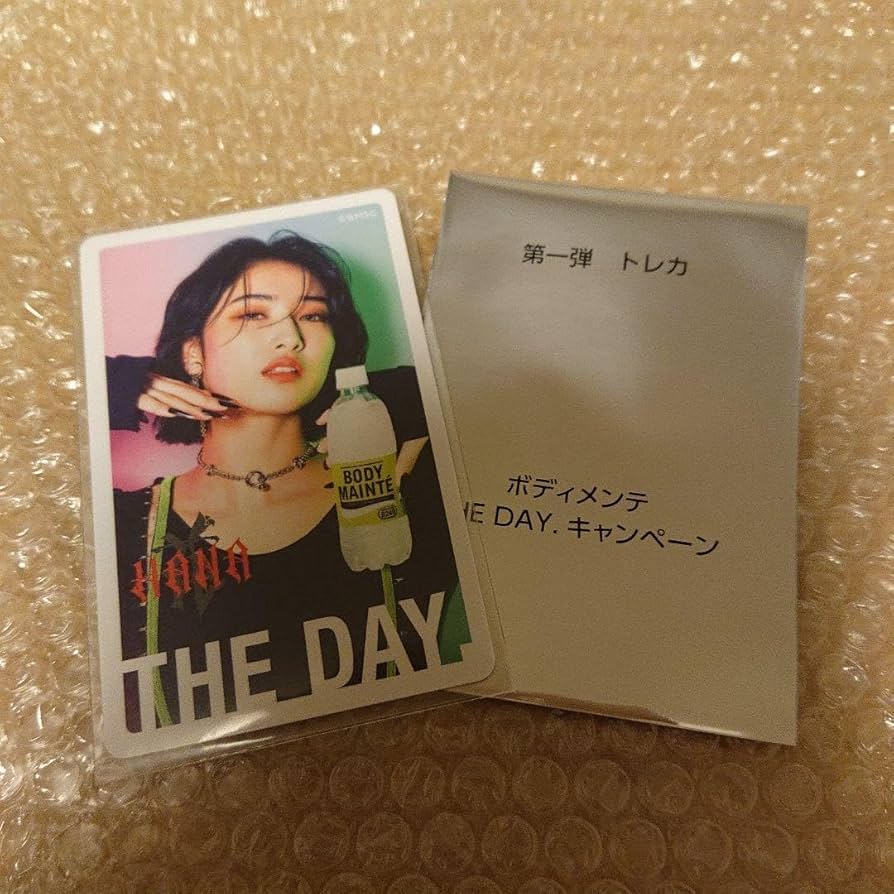 BODY
MAINTÉ
HANA
THE DAY.
第一弾 トレカ
ボディメンテ
HE DAY. キャンペーン